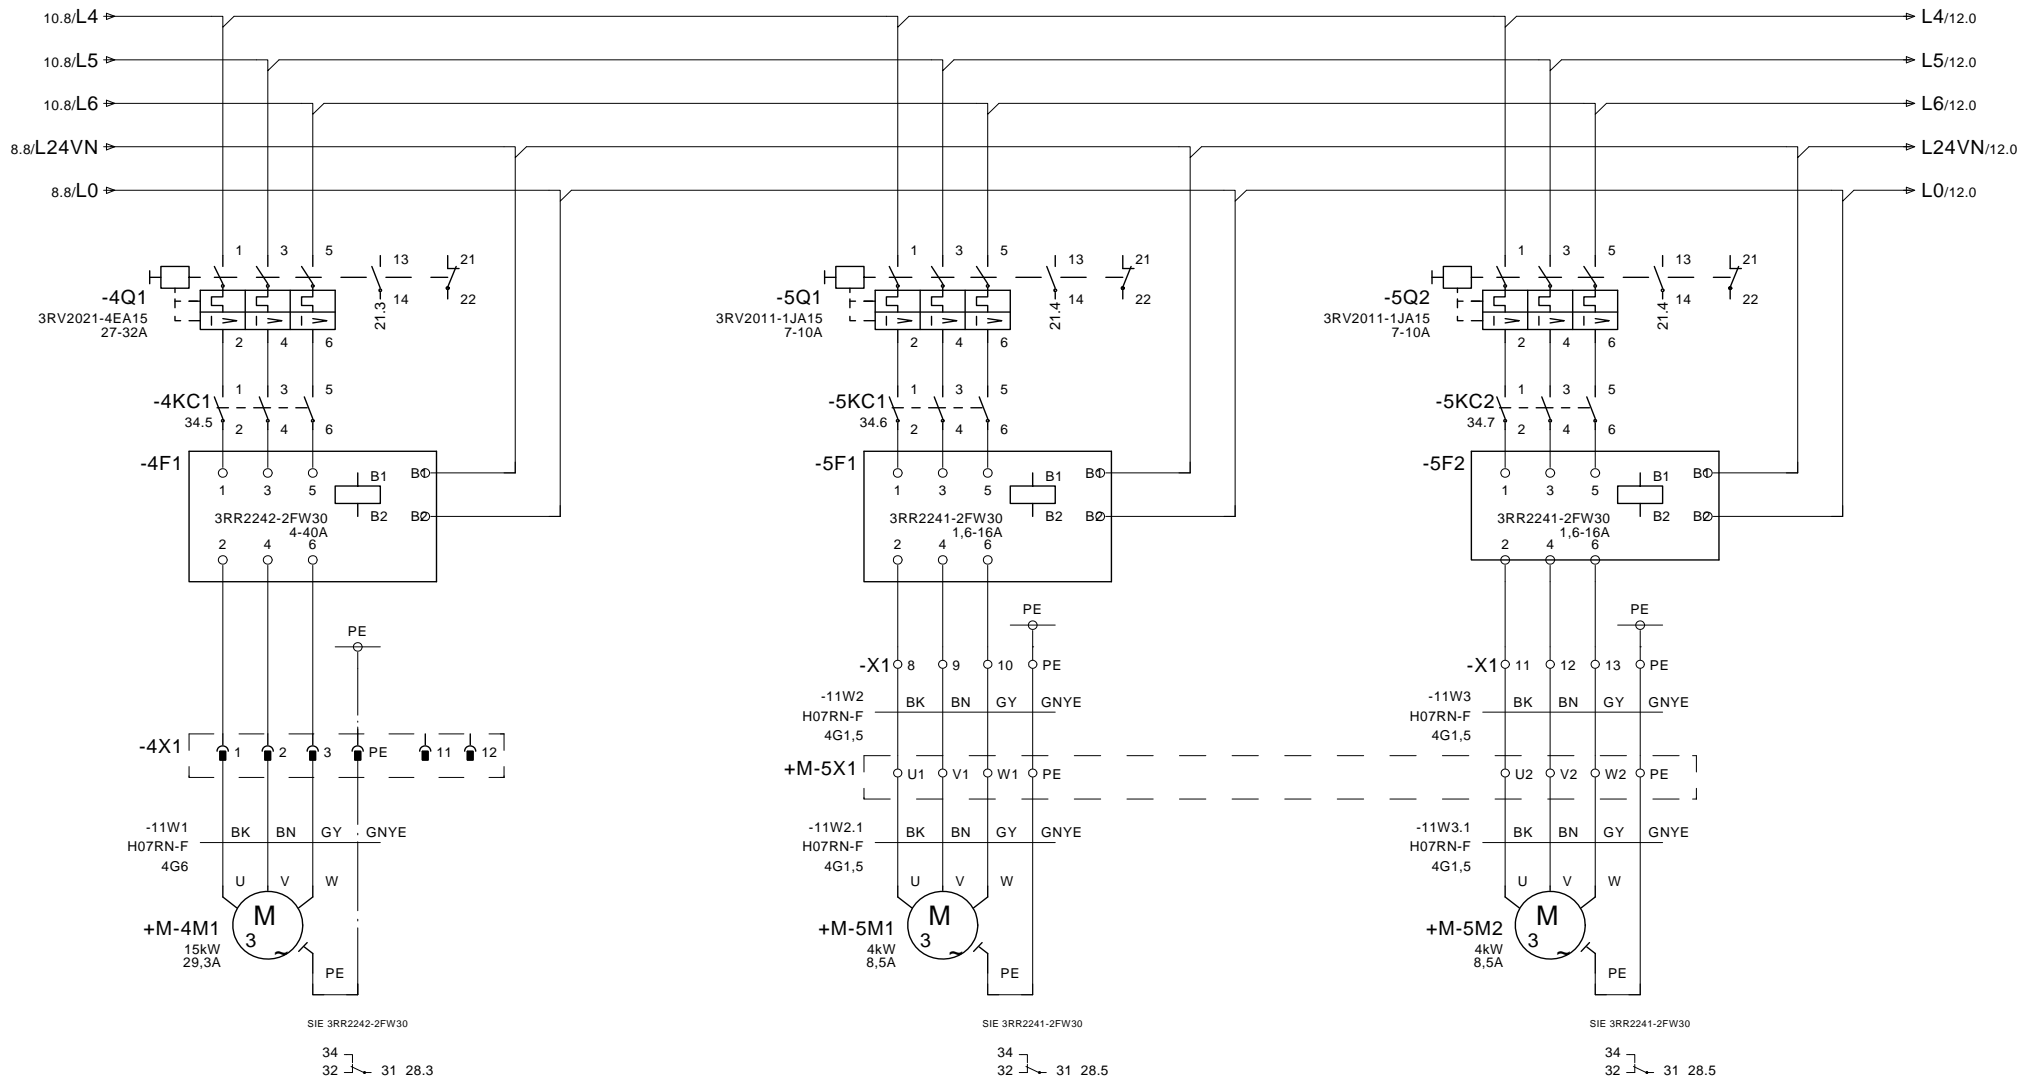 10.8/L4 L4/12.0
10.8/L5 L5/12.0
10.8/L6 L6/12.0
8.8/L24VN L24VN/12.0
8.8/L0 L0/12.0
1 3 5 13 21 1 3 5 13 21 1 3 5 13 21
-4Q1 14 22 -5Q1 14 22 -5Q2 14 22
3RV2021-4EA15 I> I> I> 21.3 3RV2011-1JA15 I> I> I> 21.4 3RV2011-1JA15 I> I> I> 21.4
27-32A 7-10A 7-10A
2 4 6 2 4 6 2 4 6
1 3 5 1 3 5 1 3 5
-4KC1 -5KC1 -5KC2
34.5 34.6 34.7
2 4 6 2 4 6 2 4 6
-4F1 -5F1 -5F2
B1 B1 B1 B1 B1 B1
1 3 5 1 3 5 1 3 5
B2 B2 B2 B2 B2 B2
3RR2242-2FW30 3RR2241-2FW30 3RR2241-2FW30
4-40A 1,6-16A 1,6-16A
2 4 6 2 4 6 2 4 6
PE PE PE
-X1 8 9 10 PE -X1 11 12 13 PE
-11W2 BK BN GY GNYE -11W3 BK BN GY GNYE
H07RN-F H07RN-F
4G1,5 4G1,5
-4X1 1 2 3 PE 11 12
+M-5X1 U1 V1 W1 PE U2 V2 W2 PE
-11W1 BK BN GY GNYE -11W2.1 BK BN GY GNYE -11W3.1 BK BN GY GNYE
H07RN-F H07RN-F H07RN-F
4G6 4G1,5 4G1,5
U V W U V W U V W
M M M
+M-4M1 3 ~ +M-5M1 3 ~ +M-5M2 3 ~
15kW 4kW 4kW
29,3A 8,5A 8,5A
PE PE PE
SIE 3RR2242-2FW30 SIE 3RR2241-2FW30 SIE 3RR2241-2FW30
34 34 34
32 31 28.3 32 31 28.5 32 31 28.5